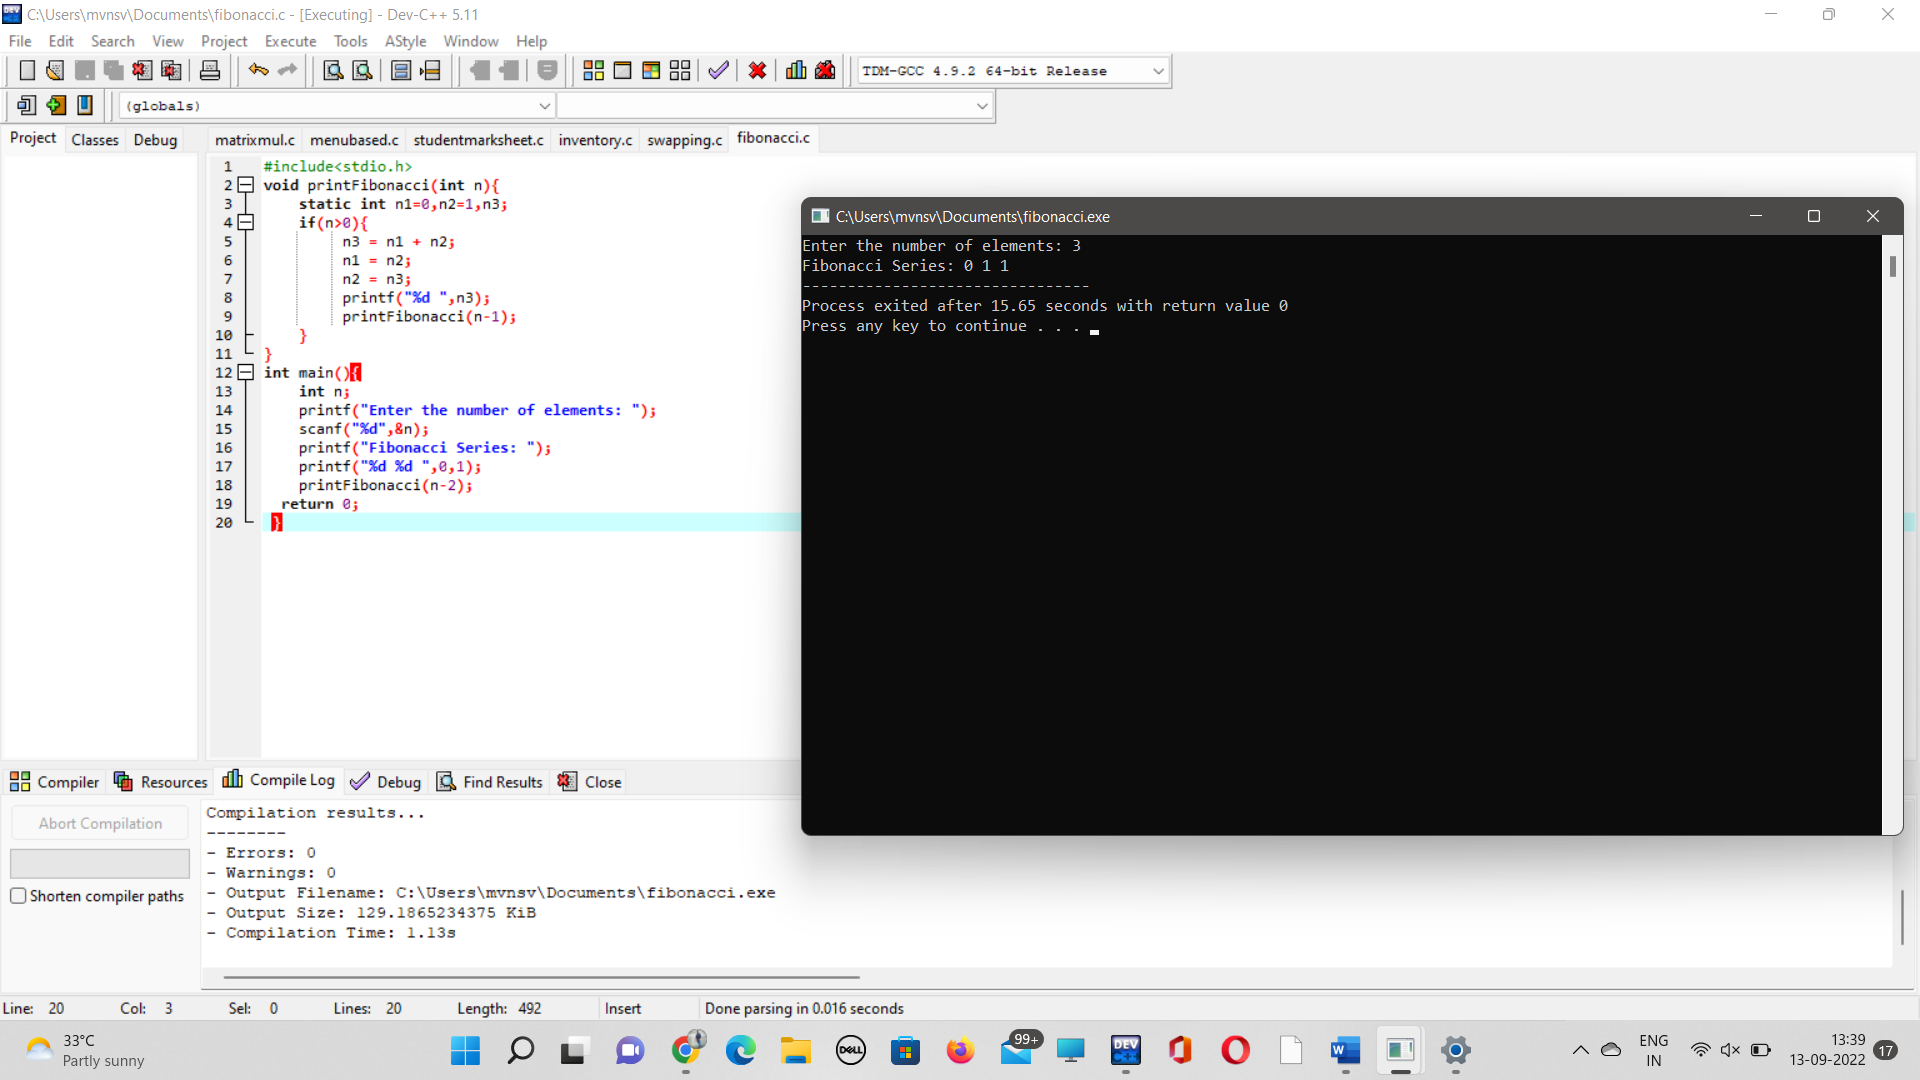 C:\Users\mvnsv\Documents\fibonacci.c - [Executing] - Dev-C++ 5.11
File Edit Search View Project Execute Tools AStyle Window Help
TDM-GCC 4.9.2 64-bit Release
(globals)
Project Classes Debug
matrixmul.c menubased.c studentmarksheet.c inventory.c swapping.c fibonacci.c
1 #include<stdio.h>
2 void printFibonacci(int n){
3 static int n1=0,n2=1,n3;
4 if(n>0){
5 n3 = n1 + n2;
6 n1 = n2;
7 n2 = n3;
8 printf("%d ",n3);
9 printFibonacci(n-1);
10 }
11 }
12 int main(){
13 int n;
14 printf("Enter the number of elements: ");
15 scanf("%d",&n);
16 printf("Fibonacci Series: ");
17 printf("%d %d ",0,1);
18 printFibonacci(n-2);
19 return 0;
20 }
C:\Users\mvnsv\Documents\fibonacci.exe
Enter the number of elements: 3
Fibonacci Series: 0 1 1
--------------------------------
Process exited after 15.65 seconds with return value 0
Press any key to continue . . .
Compiler Resources Compile Log Debug Find Results Close
Abort Compilation
Shorten compiler paths
Compilation results...
--------
- Errors: 0
- Warnings: 0
- Output Filename: C:\Users\mvnsv\Documents\fibonacci.exe
- Output Size: 129.1865234375 KiB
- Compilation Time: 1.13s
Line: 20 Col: 3 Sel: 0 Lines: 20 Length: 492 Insert Done parsing in 0.016 seconds
33°C
Partly sunny
DELL
99+
DEV
C++
W
ENG
IN
13:39
13-09-2022
17